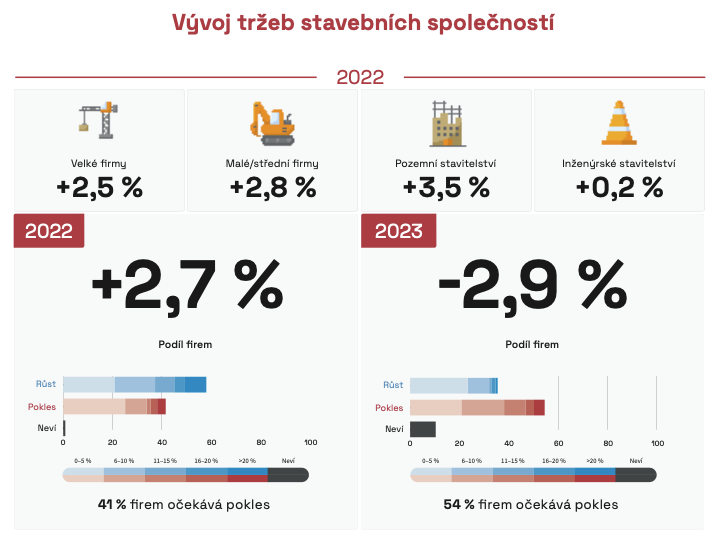 Vývoj tržeb stavebních společností
2022
Velké firmy
+2,5 %
Malé/střední firmy
+2,8 %
Pozemní stavitelství
+3,5 %
Inženýrské stavitelství
+0,2 %
2022
+2,7 %
Podíl firem
Růst
Pokles
Neví
0 20 40 60 80 100
0–5 % 6–10 % 11–15 % 16–20 % >20 % Neví
41 % firem očekává pokles
2023
-2,9 %
Podíl firem
Růst
Pokles
Neví
0 20 40 60 80 100
0–5 % 6–10 % 11–15 % 16–20 % >20 % Neví
54 % firem očekává pokles